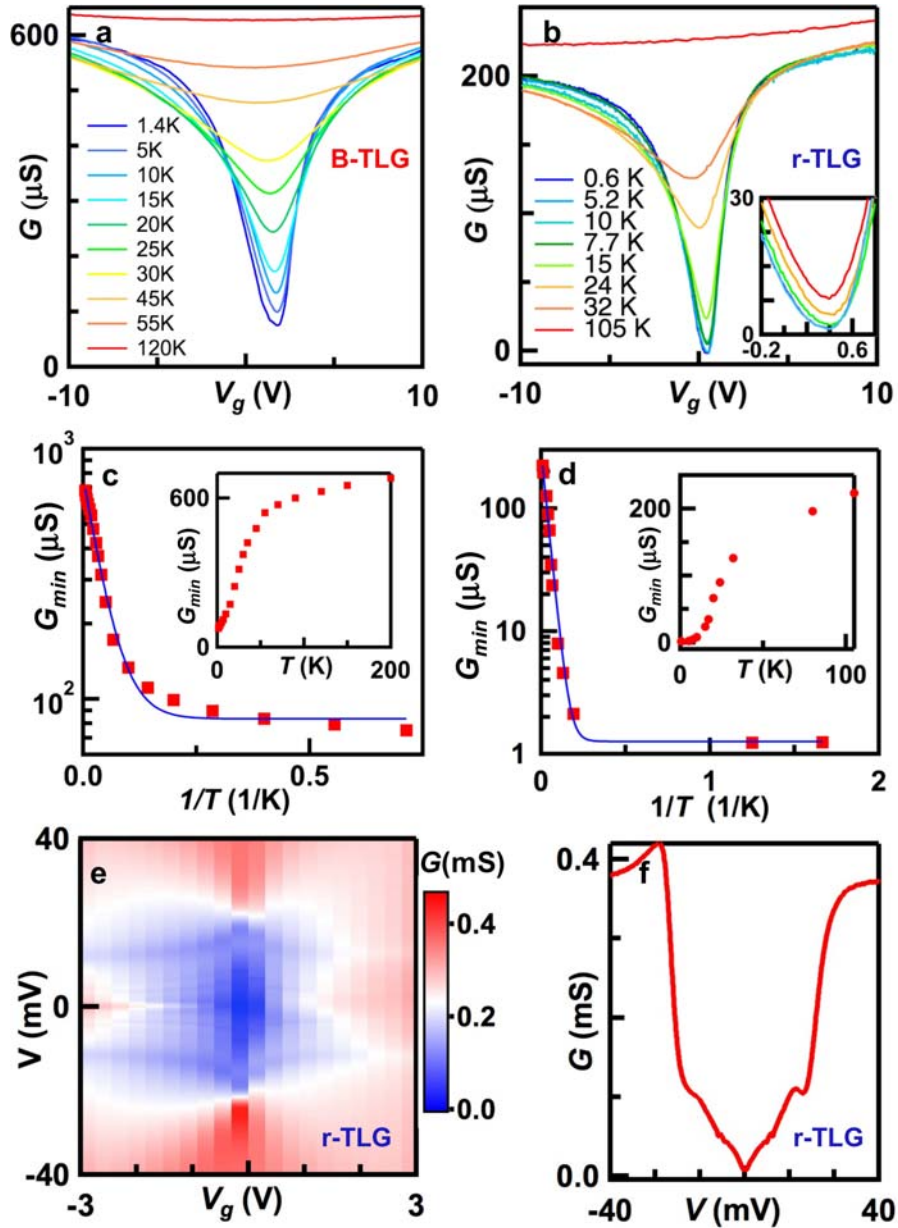 a
600
G (μS)
0
1.4K
5K
10K
15K
20K
25K
30K
45K
55K
120K
B-TLG
-10
10
Vg (V)
b
200
G (μS)
0
r-TLG
0.6 K
5.2 K
10 K
7.7 K
15 K
24 K
32 K
105 K
30
0
-0.2
0.6
-10
10
Vg (V)
c
10³
Gmin (μS)
10²
600
Gmin (μS)
0
0
200
T (K)
0.0
0.5
1/T (1/K)
d
100
Gmin (μS)
10
1
200
Gmin (μS)
0
0
100
T (K)
0
1
2
1/T (1/K)
e
40
V (mV)
0
-40
G(mS)
0.4
0.2
0.0
r-TLG
-3
3
Vg (V)
f
0.4
G (mS)
0.0
r-TLG
-40
40
V (mV)